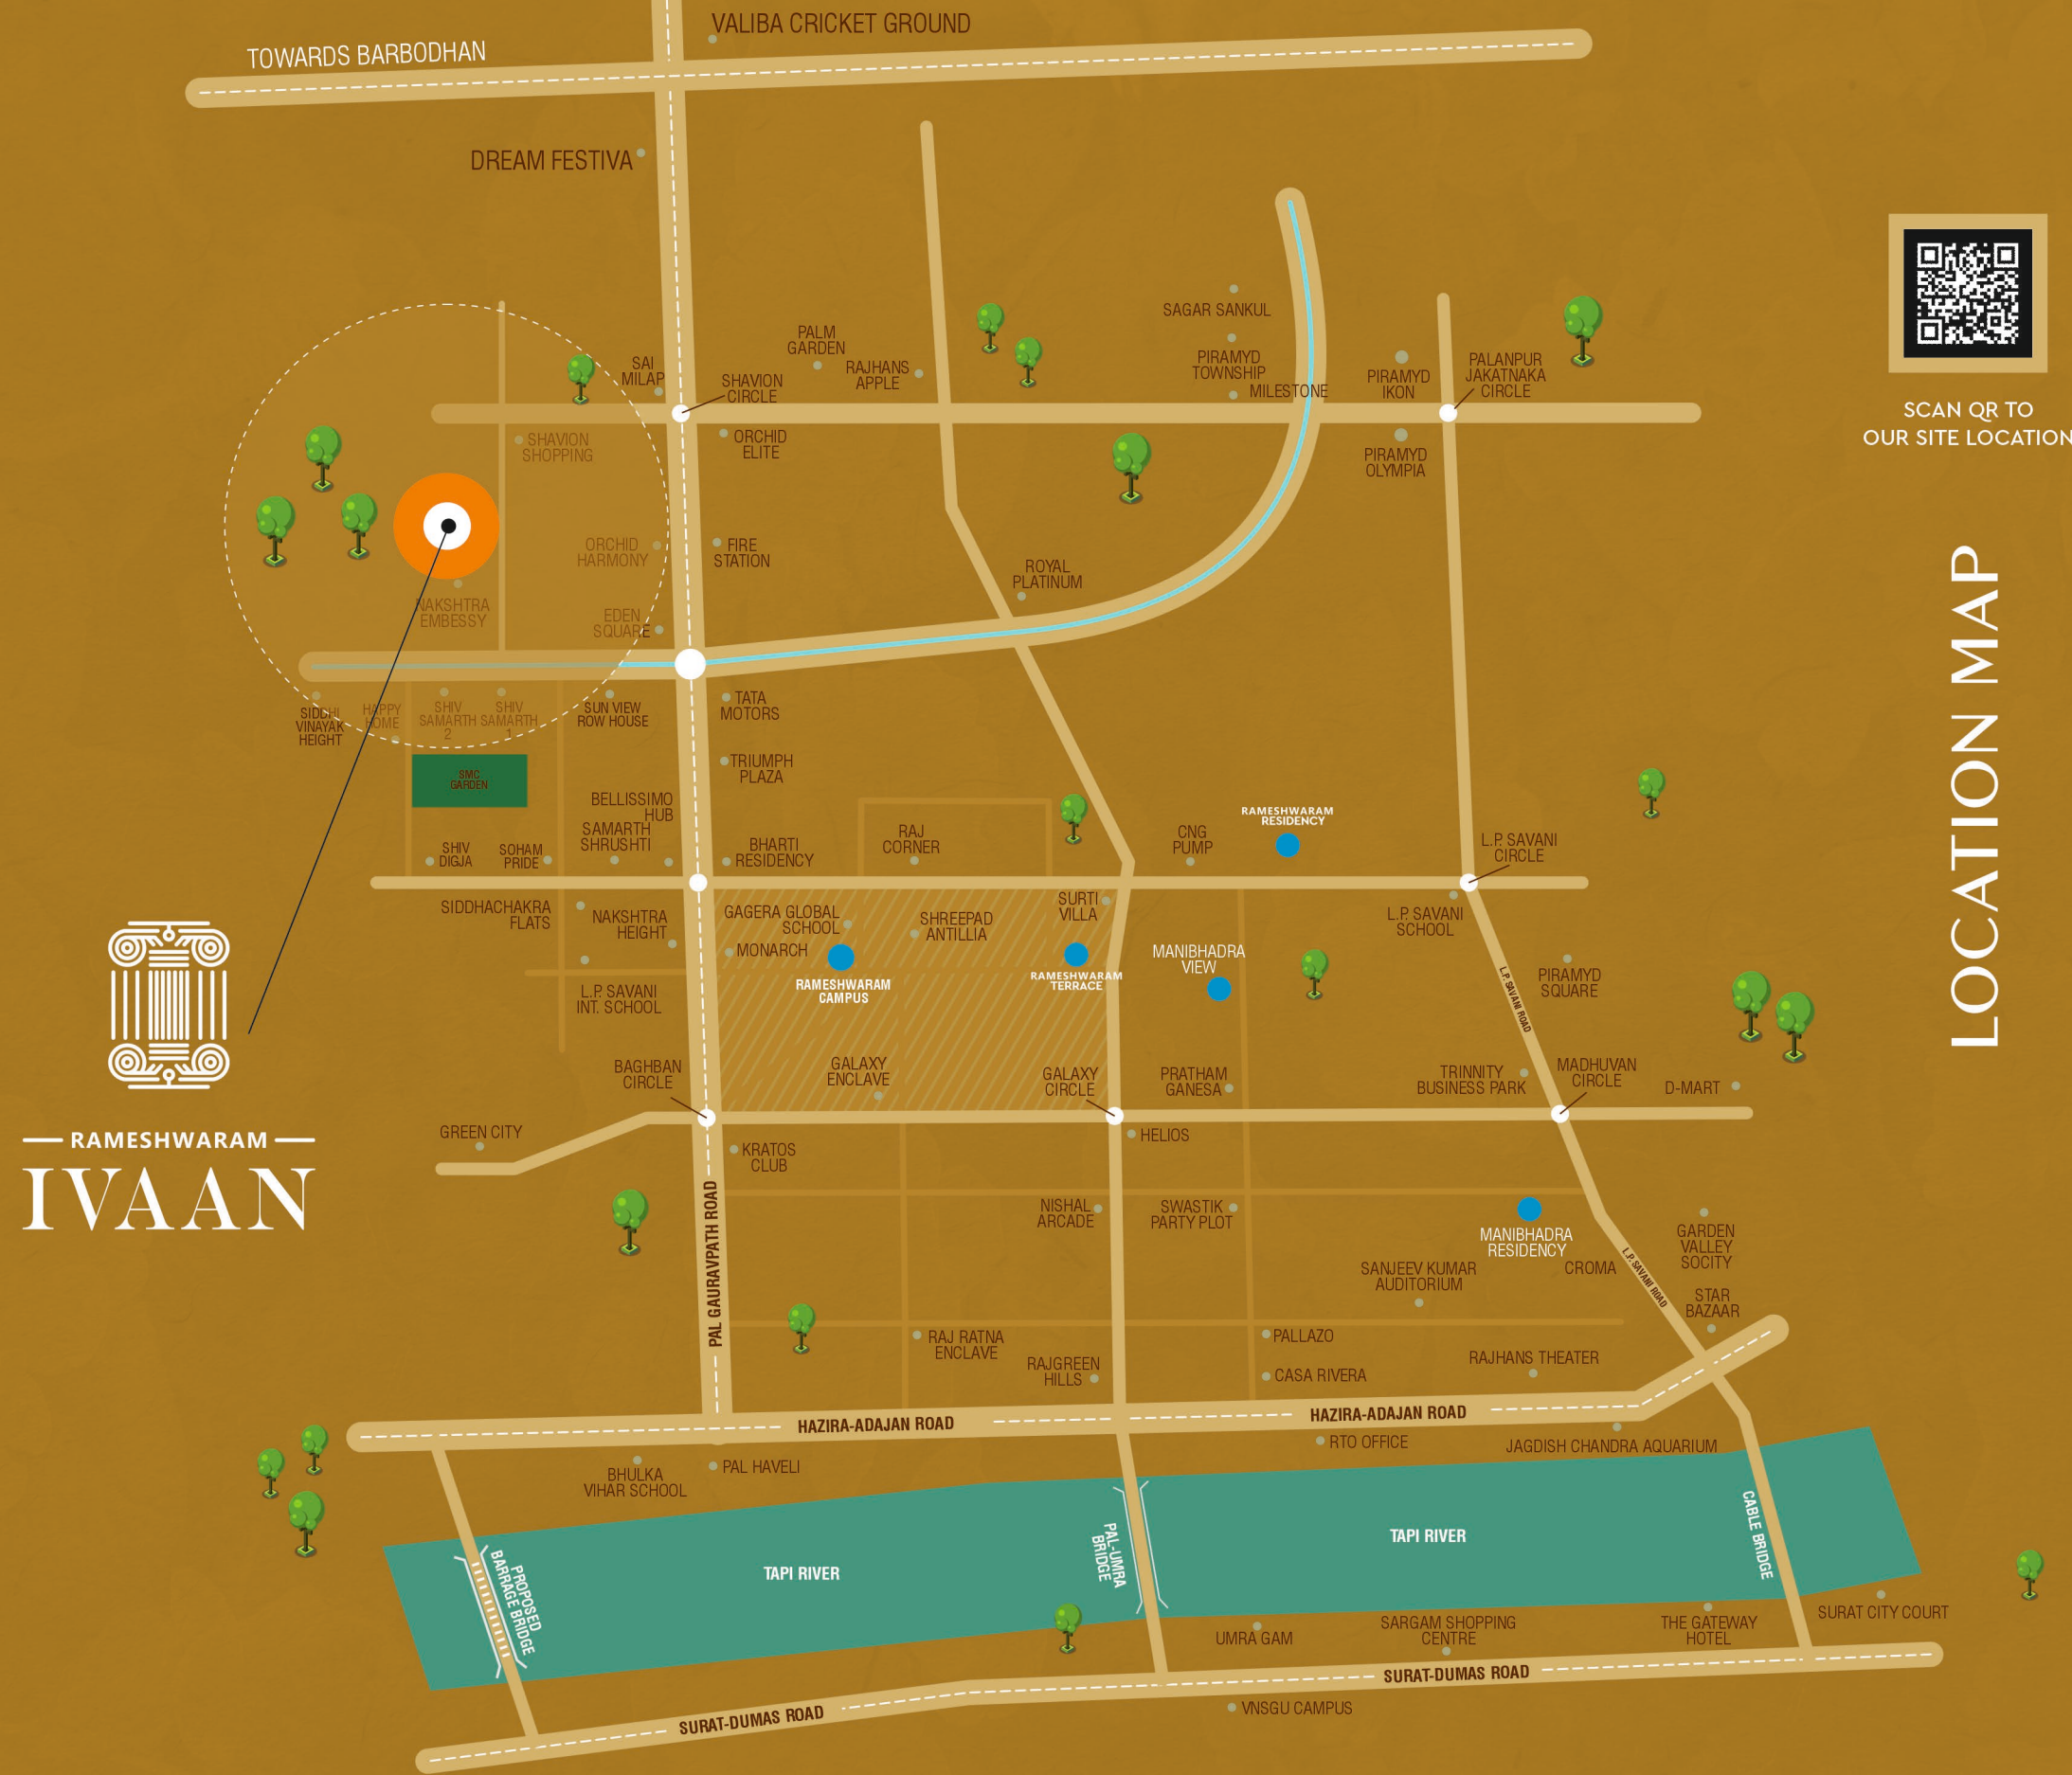 VALIBA CRICKET GROUND
TOWARDS BARBODHAN
DREAM FESTIVA
SAGAR SANKUL
PALM
GARDEN
RAJHANS
APPLE
SAI
MILAP
SHAVION
CIRCLE
PIRAMYD
TOWNSHIP
MILESTONE
PIRAMYD
IKON
PALANPUR
JAKATNAKA
CIRCLE
SCAN QR TO
OUR SITE LOCATION
SHAVION
SHOPPING
ORCHID
ELITE
PIRAMYD
OLYMPIA
ORCHID
HARMONY
FIRE
STATION
ROYAL
PLATINUM
NAKSHTRA
EMBESSY
EDEN
SQUARE
LOCATION MAP
SIDDHI
VINAYAK
HEIGHT
HAPPY
HOME
SHIV
SAMARTH
2
SHIV
SAMARTH
1
SUN VIEW
ROW HOUSE
TATA
MOTORS
SMC
GARDEN
TRIUMPH
PLAZA
BELLISSIMO
HUB
SAMARTH
SHRUSHTI
SHIV
DIGJA
SOHAM
PRIDE
BHARTI
RESIDENCY
RAJ
CORNER
CNG
PUMP
RAMESHWARAM
RESIDENCY
L.P. SAVANI
CIRCLE
SIDDHACHAKRA
FLATS
NAKSHTRA
HEIGHT
GAGERA GLOBAL
SCHOOL
MONARCH
SHREEPAD
ANTILLIA
SURTI
VILLA
L.P. SAVANI
SCHOOL
RAMESHWARAM
CAMPUS
RAMESHWARAM
TERRACE
MANIBHADRA
VIEW
L.P. SAVANI ROAD
PIRAMYD
SQUARE
L.P. SAVANI
INT. SCHOOL
BAGHBAN
CIRCLE
GALAXY
ENCLAVE
GALAXY
CIRCLE
PRATHAM
GANESA
TRINNITY
BUSINESS PARK
MADHUVAN
CIRCLE
D-MART
RAMESHWARAM
IVAAN
GREEN CITY
KRATOS
CLUB
HELIOS
PAL GAURAVPATH ROAD
NISHAL
ARCADE
SWASTIK
PARTY PLOT
MANIBHADRA
RESIDENCY
GARDEN
VALLEY
SOCITY
SANJEEV KUMAR
AUDITORIUM
CROMA
L.P. SAVANI ROAD
STAR
BAZAAR
RAJ RATNA
ENCLAVE
RAJGREEN
HILLS
PALLAZO
CASA RIVERA
RAJHANS THEATER
HAZIRA-ADAJAN ROAD
HAZIRA-ADAJAN ROAD
BHULKA
VIHAR SCHOOL
PAL HAVELI
RTO OFFICE
JAGDISH CHANDRA AQUARIUM
PROPOSED
BARRAGE BRIDGE
TAPI RIVER
PAL-UMRA
BRIDGE
TAPI RIVER
CABLE BRIDGE
UMRA GAM
SARGAM SHOPPING
CENTRE
THE GATEWAY
HOTEL
SURAT CITY COURT
SURAT-DUMAS ROAD
SURAT-DUMAS ROAD
VNSGU CAMPUS